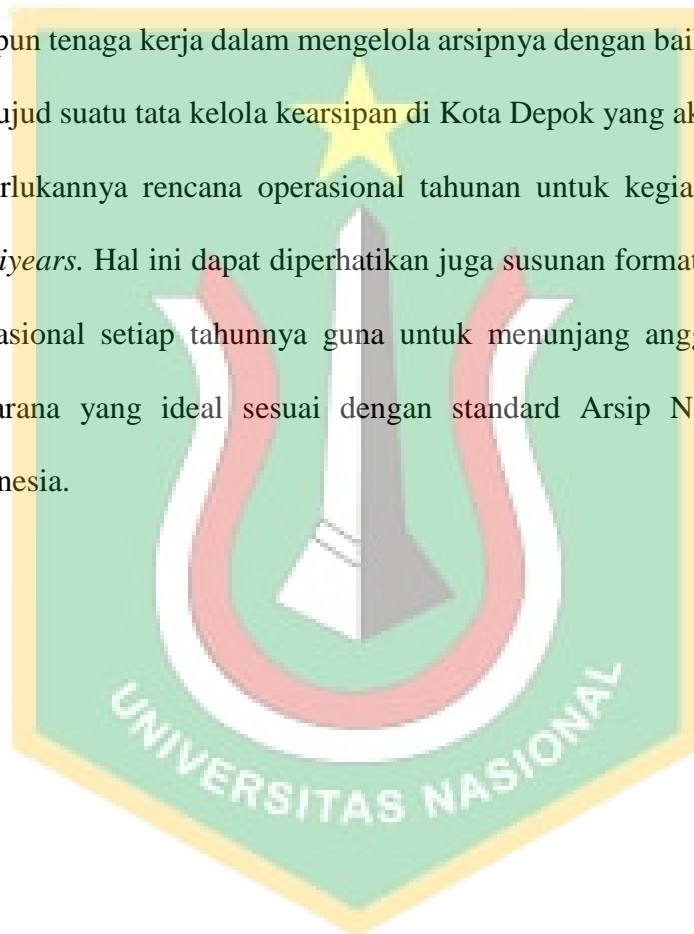 pun tenaga kerja dalam mengelola arsipnya dengan bai
ujud suatu tata kelola kearsipan di Kota Depok yang ak
rlukannya rencana operasional tahunan untuk kegia
iyears. Hal ini dapat diperhatikan juga susunan format
asional setiap tahunnya guna untuk menunjang angg
arana yang ideal sesuai dengan standard Arsip N
nesia.
UNIVERSITAS NASIONAL